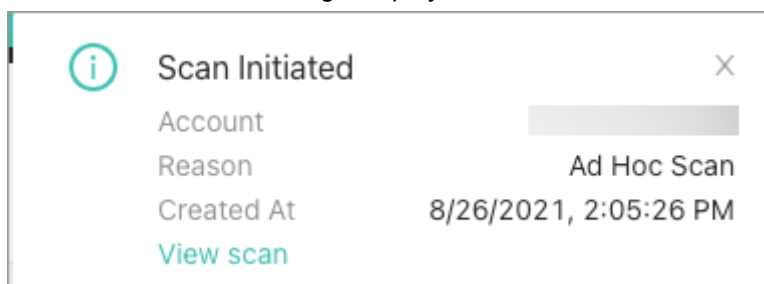 Scan Initiated X
Account
Reason Ad Hoc Scan
Created At 8/26/2021, 2:05:26 PM
View scan